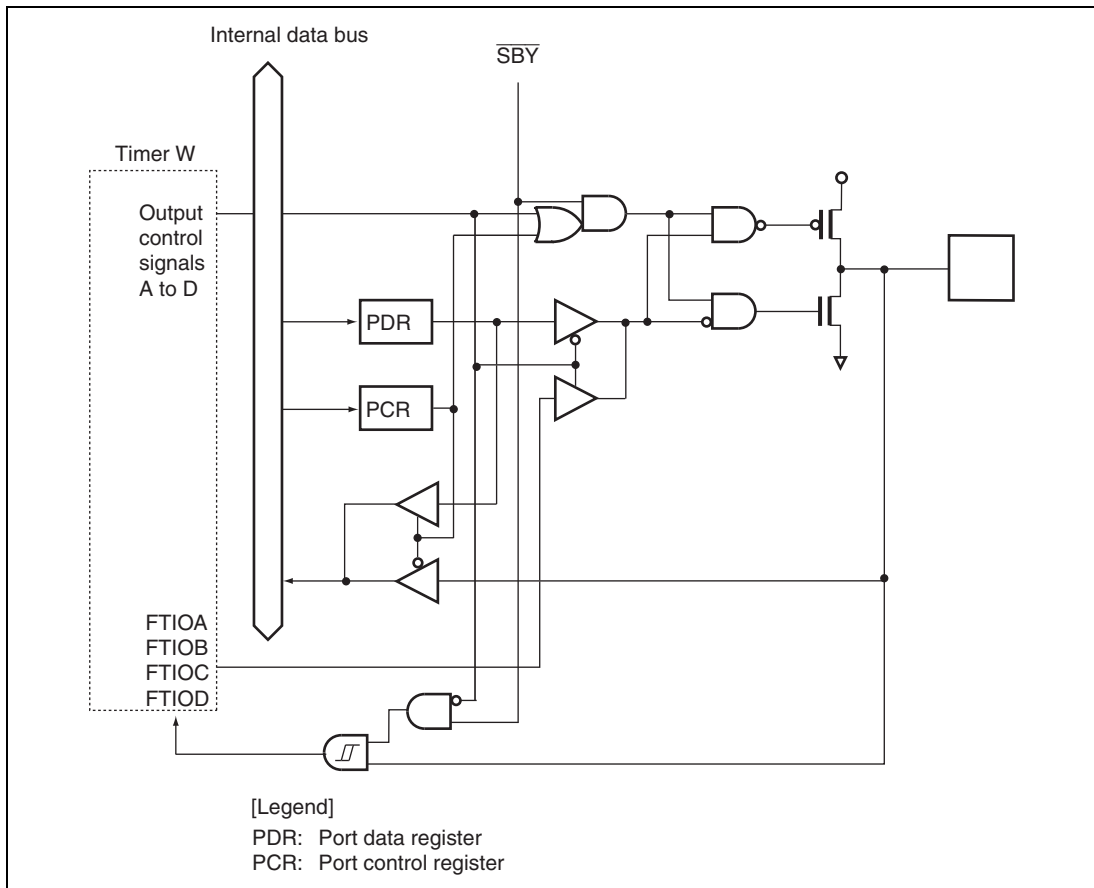 Internal data bus
SBY
Timer W
Output
control
signals
A to D
PDR
PCR
FTIOA
FTIOB
FTIOC
FTIOD
[Legend]
PDR: Port data register
PCR: Port control register